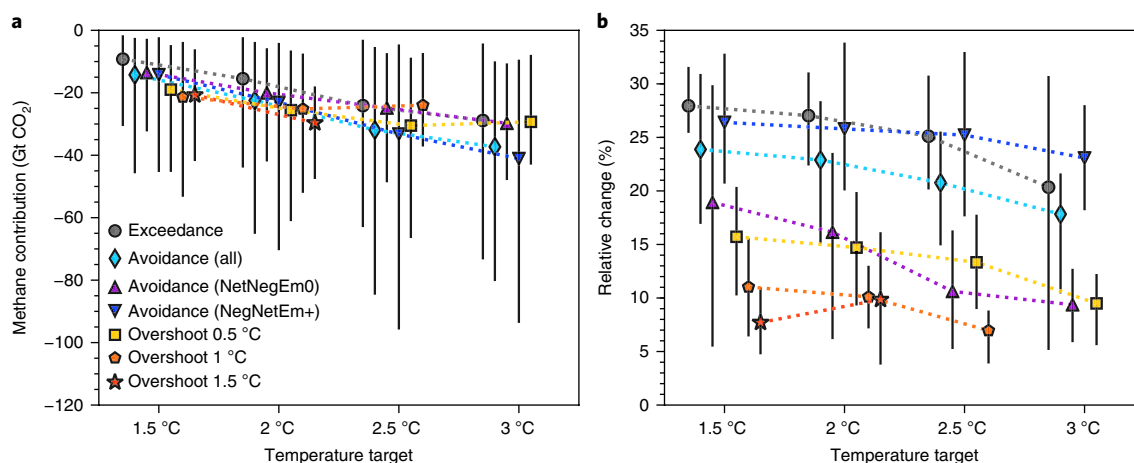 a
Methane contribution (Gt CO2)
0
−20
−40
−60
−80
−100
−120
Exceedance
Avoidance (all)
Avoidance (NetNegEm0)
Avoidance (NegNetEm+)
Overshoot 0.5 °C
Overshoot 1 °C
Overshoot 1.5 °C
1.5 °C 2 °C 2.5 °C 3 °C
Temperature target
b
Relative change (%)
35
30
25
20
15
10
5
0
1.5 °C 2 °C 2.5 °C 3 °C
Temperature target